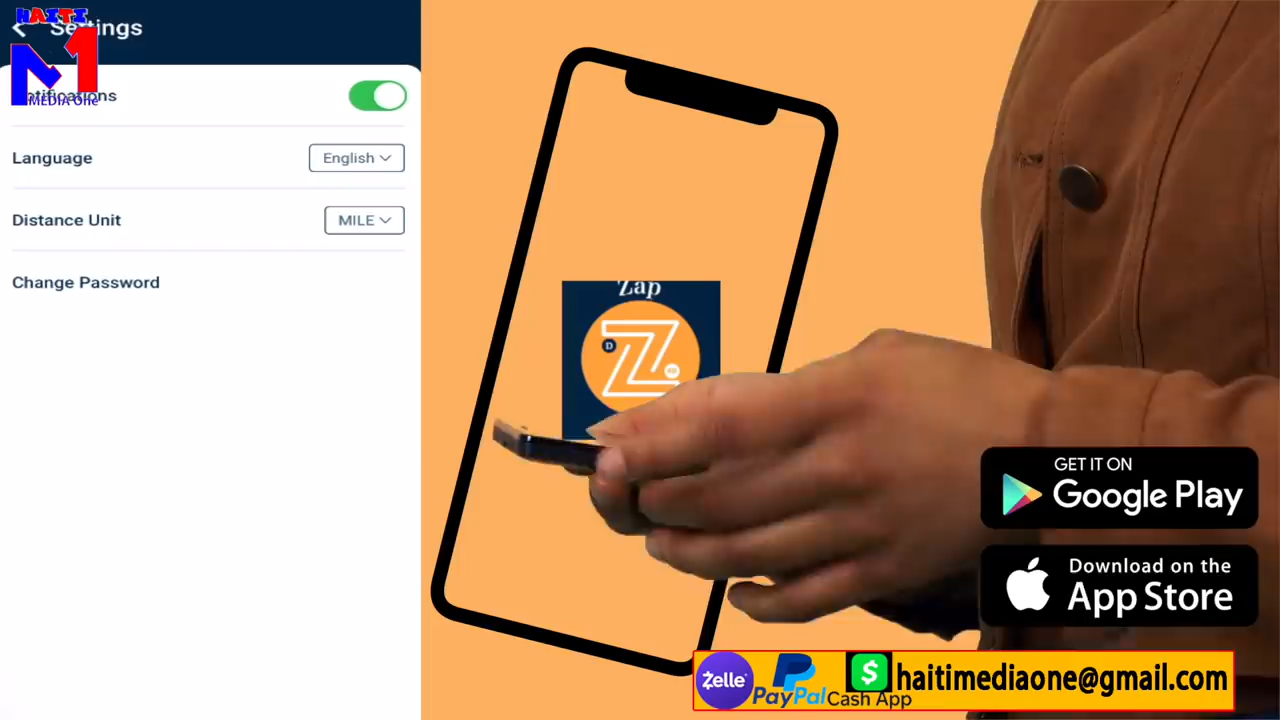 HAITI
Settings
MEDIA One
Notifications
Language
English
Distance Unit
MILE
Change Password
Zap
Z
D
GET IT ON
Google Play
Download on the
App Store
Zelle
PayPal
$
Cash App
haitimediaone@gmail.com